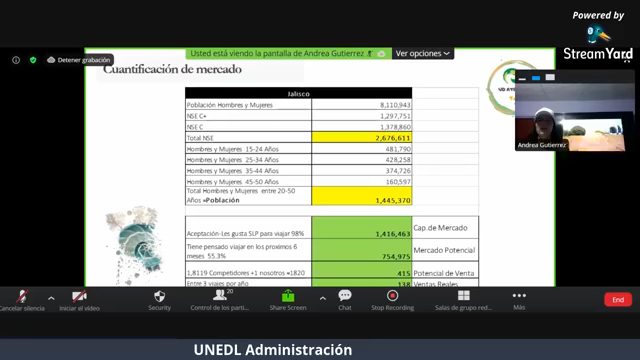 Powered by
StreamYard
Usted está viendo la pantalla de Andrea Gutierrez
Ver opciones
Detener grabación
Cuantificación de mercado
Jalisco
Población Hombres y Mujeres 8,110,943
NSE C+ 1,297,751
NSE C 1,378,860
Total NSE 2,676,611
Hombres y Mujeres 15-24 Años 481,790
Hombres y Mujeres 25-34 Años 428,258
Hombres y Mujeres 35-44 Años 374,726
Hombres y Mujeres 45-50 Años 160,597
Total Hombres y Mujeres entre 20-50
Años =Población 1,445,370
Aceptación-Les gusta SLP para viajar 98% 1,416,463 Cap.de Mercado
Tiene pensado viajar en los proximos 6
meses 55.3% 754,975 Mercado Potencial
1,8119 Competidores +1 nosotros =1820 415 Potencial de Venta
Entre 3 viajes por año 138 Ventas Reales
Andrea Gutierrez
Cancelar silencia
Iniciar el vídeo
Security
20
Control de los parti...
Share Screen
Chat
Stop Recording
Salas de grupo red...
Más
End
UNEDL Administración